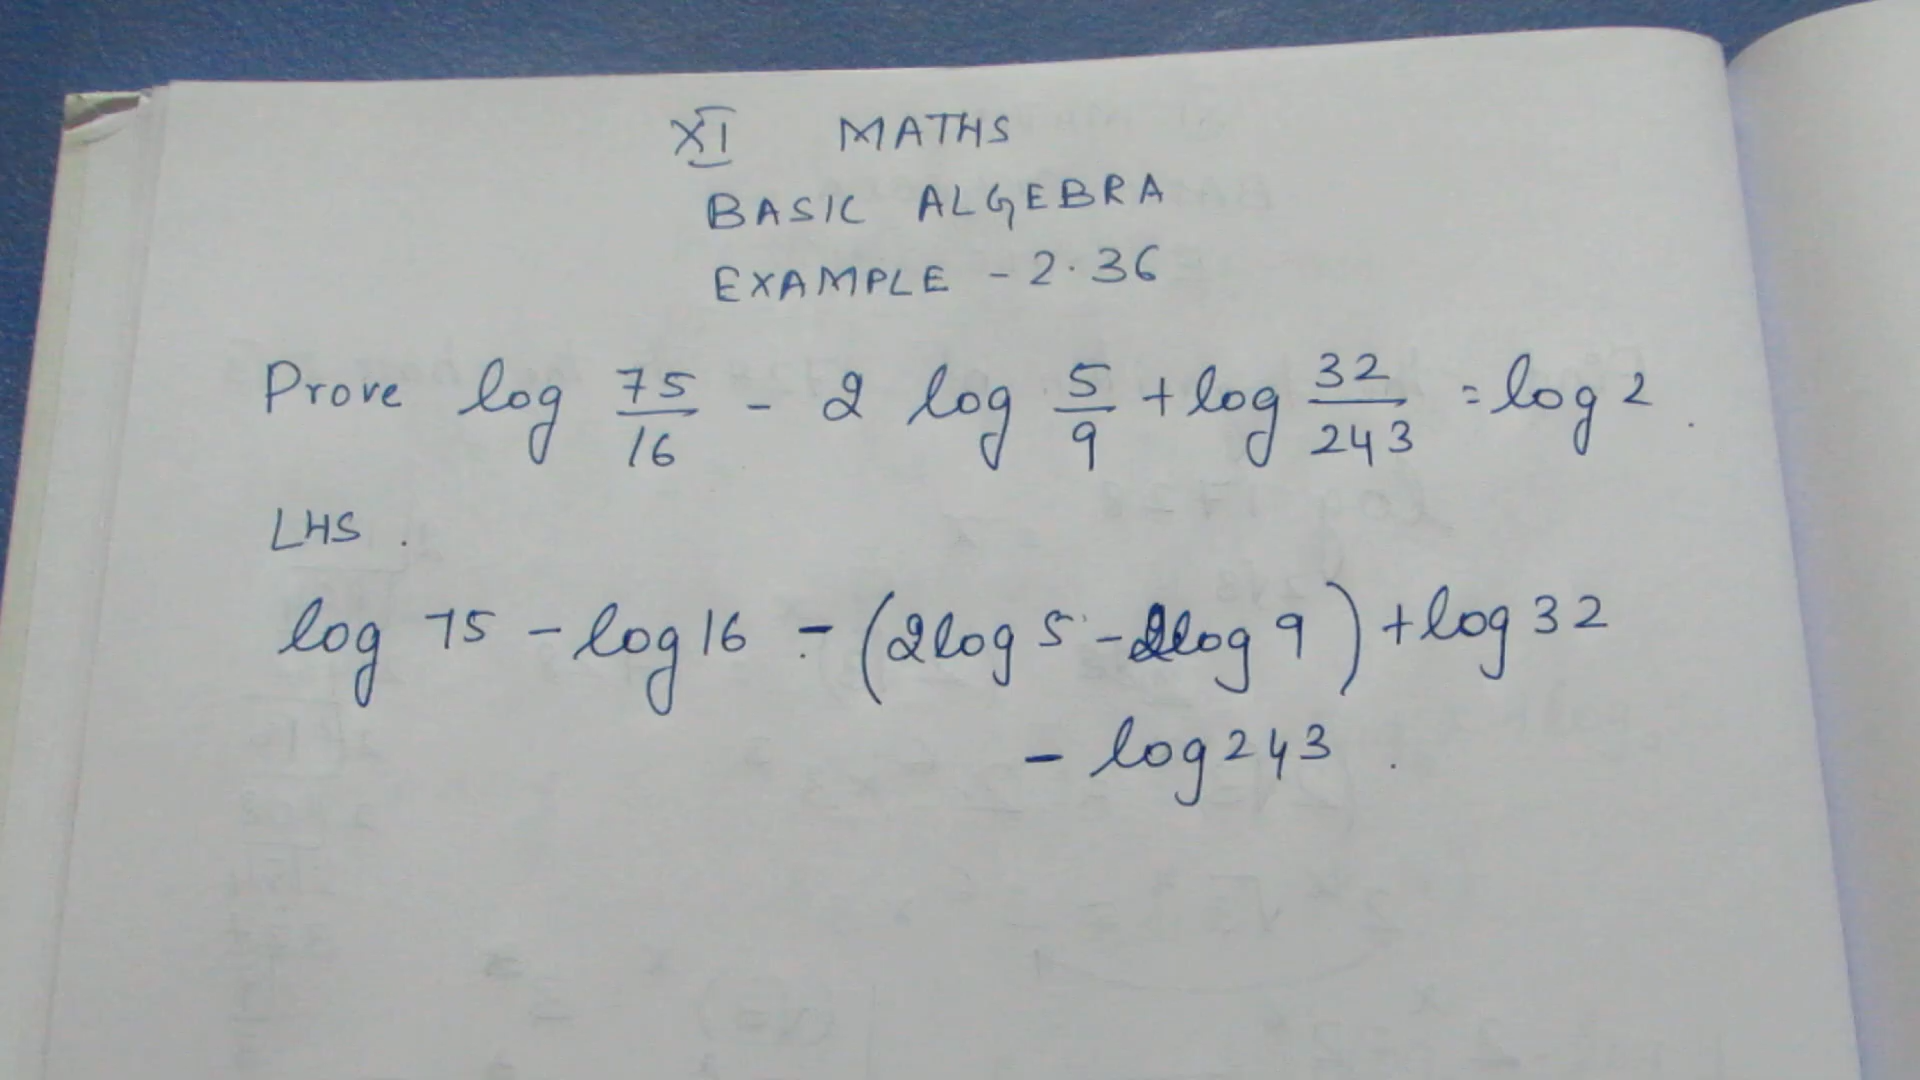 XI MATHS
BASIC ALGEBRA
EXAMPLE - 2.36
Prove log 75/16 - 2 log 5/9 + log 32/243 = log 2.
LHS.
log 75 - log 16 - (2log 5 - 2log 9) + log 32
- log 243.